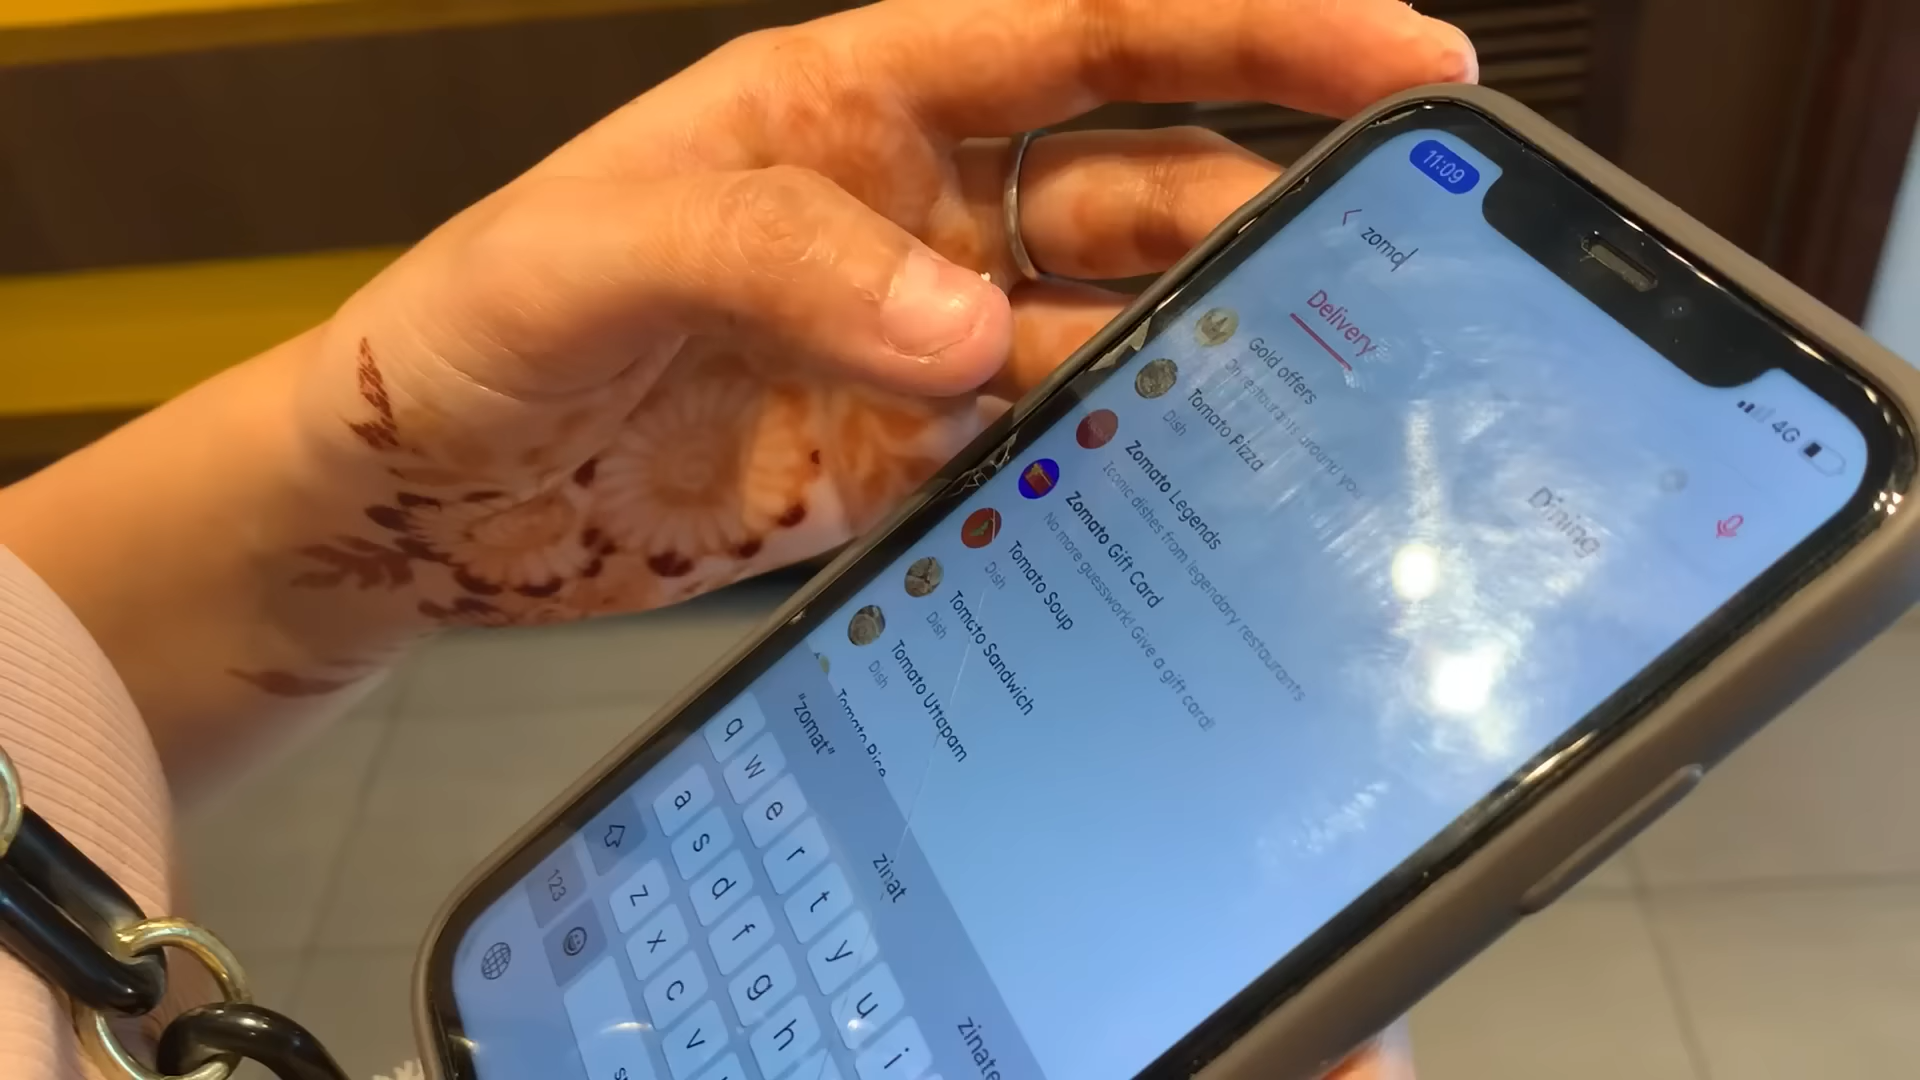 11:09
4G
zoma
Delivery
Dining
Gold offers
On restaurants around you
Tomato Pizza
Dish
Zomato Legends
Iconic dishes from legendary restaurants
Zomato Gift Card
No more guesswork! Give a gift card!
Tomato Soup
Dish
Tomato Sandwich
Dish
Tomato Uttapam
Dish
Tomato Rice
"zomat"
zinat
zinate
q w e r t y u i
a s d f g h
z x c v
123